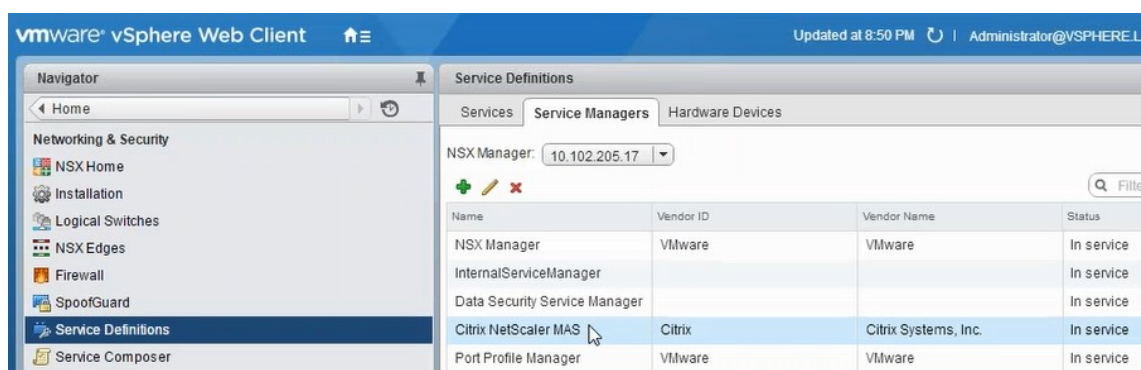 vmware® vSphere Web Client
Updated at 8:50 PM | Administrator@VSPHERE.L
Navigator
Home
Networking & Security
NSX Home
Installation
Logical Switches
NSX Edges
Firewall
SpoofGuard
Service Definitions
Service Composer
Service Definitions
Services Service Managers Hardware Devices
NSX Manager: 10.102.205.17
Filte
Name Vendor ID Vendor Name Status
NSX Manager VMware VMware In service
InternalServiceManager In service
Data Security Service Manager In service
Citrix NetScaler MAS Citrix Citrix Systems, Inc. In service
Port Profile Manager VMware VMware In service